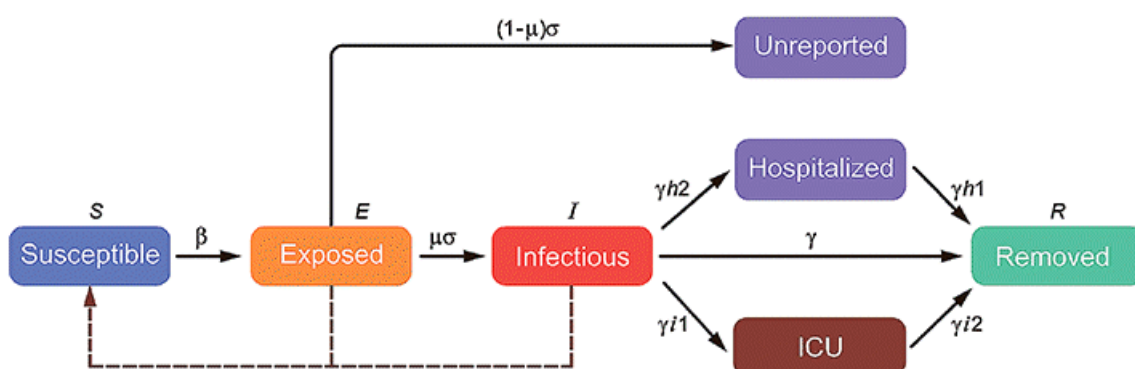 (1-μ)σ
Unreported
Hospitalized
γh2
γh1
S
E
I
R
Susceptible
β
Exposed
μσ
Infectious
γ
Removed
γi1
γi2
ICU